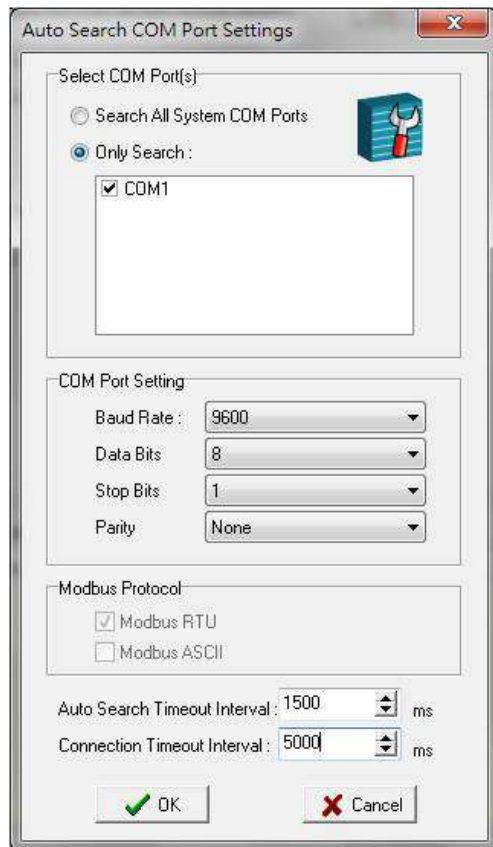 Auto Search COM Port Settings
Select COM Port(s)
Search All System COM Ports
Only Search :
COM1
COM Port Setting
Baud Rate : 9600
Data Bits 8
Stop Bits 1
Parity None
Modbus Protocol
Modbus RTU
Modbus ASCII
Auto Search Timeout Interval : 1500 ms
Connection Timeout Interval : 5000 ms
OK Cancel